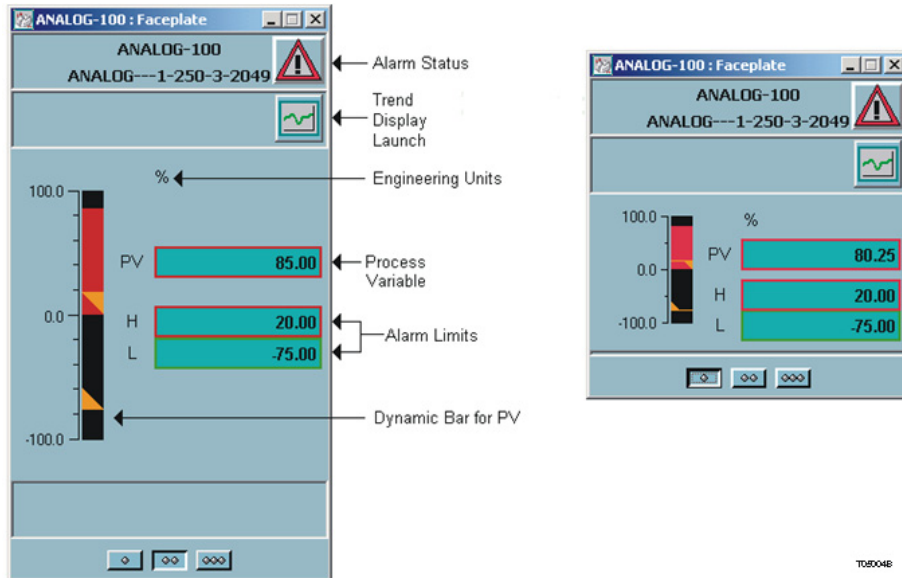 ANALOG-100 : Faceplate
ANALOG-100
ANALOG---1-250-3-2049
Alarm Status
Trend
Display
Launch
%
Engineering Units
100.0
0.0
-100.0
PV
85.00
Process
Variable
H
20.00
L
-75.00
Alarm Limits
Dynamic Bar for PV
ANALOG-100 : Faceplate
ANALOG-100
ANALOG---1-250-3-2049
%
100.0
0.0
-100.0
PV
80.25
H
20.00
L
-75.00